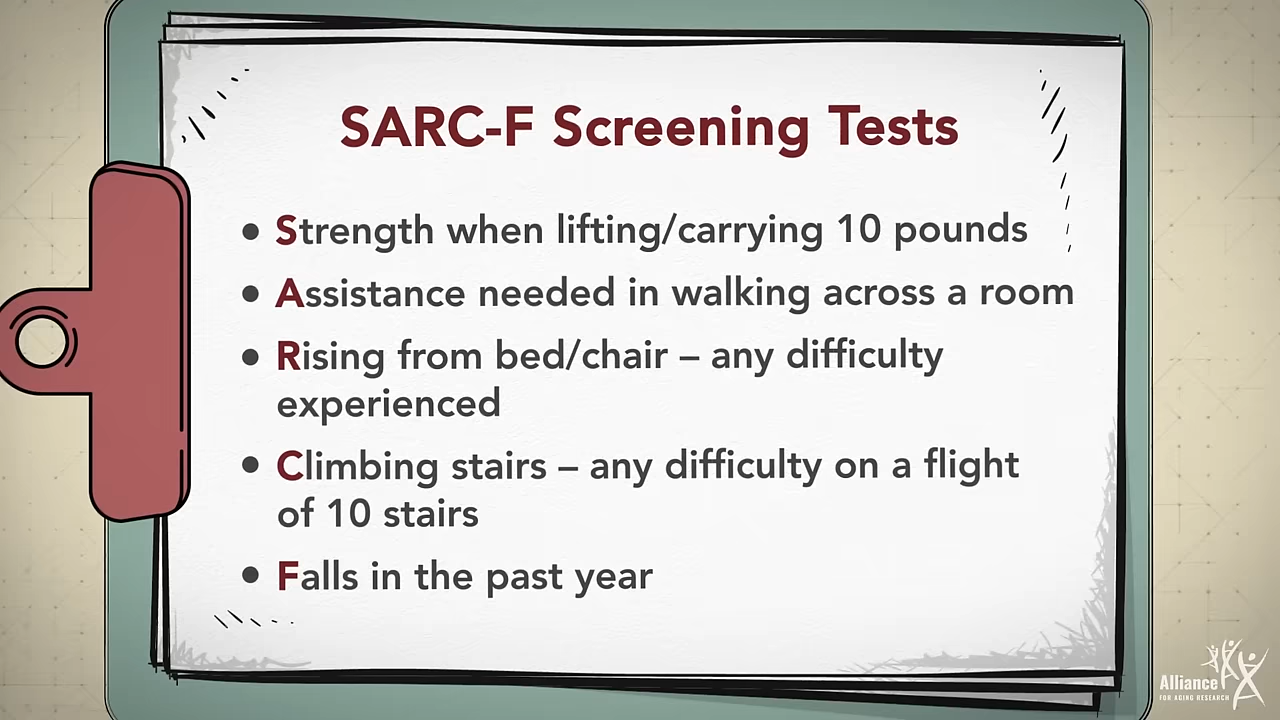 SARC-F Screening Tests
• Strength when lifting/carrying 10 pounds
• Assistance needed in walking across a room
• Rising from bed/chair – any difficulty
experienced
• Climbing stairs – any difficulty on a flight
of 10 stairs
• Falls in the past year
Alliance
FOR AGING RESEARCH